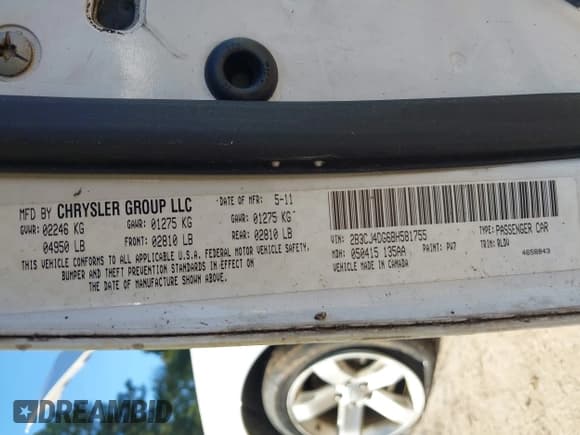 MFD BY CHRYSLER GROUP LLC DATE OF MFR: 5-11
GVWR: 02246 KG GAWR: 01275 KG GAWR: 01275 KG
04950 LB FRONT: 02810 LB REAR: 02810 LB
THIS VEHICLE CONFORMS TO ALL APPLICABLE U.S.A. FEDERAL MOTOR VEHICLE SAFETY,
BUMPER AND THEFT PREVENTION STANDARDS IN EFFECT ON
THE DATE OF MANUFACTURE SHOWN ABOVE.
VIN: 2B3CJ4DG6BH581755 TYPE: PASSENGER CAR
MDH: 050415 135AA PAINT: PW7 TRIM: RLDV
VEHICLE MADE IN CANADA 4658043
DREAMBID